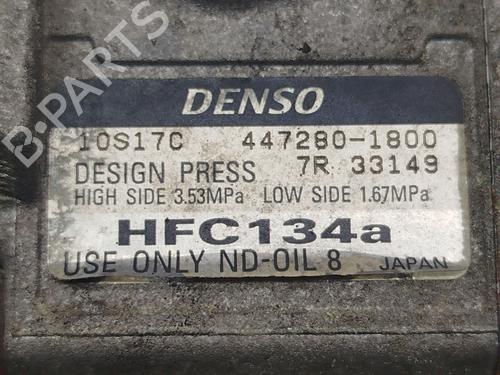 B-PARTS
DENSO
10S17C 447280-1800
DESIGN PRESS 7R 33149
HIGH SIDE 3.53MPa LOW SIDE 1.67MPa
HFC134a
USE ONLY ND-OIL 8 JAPAN